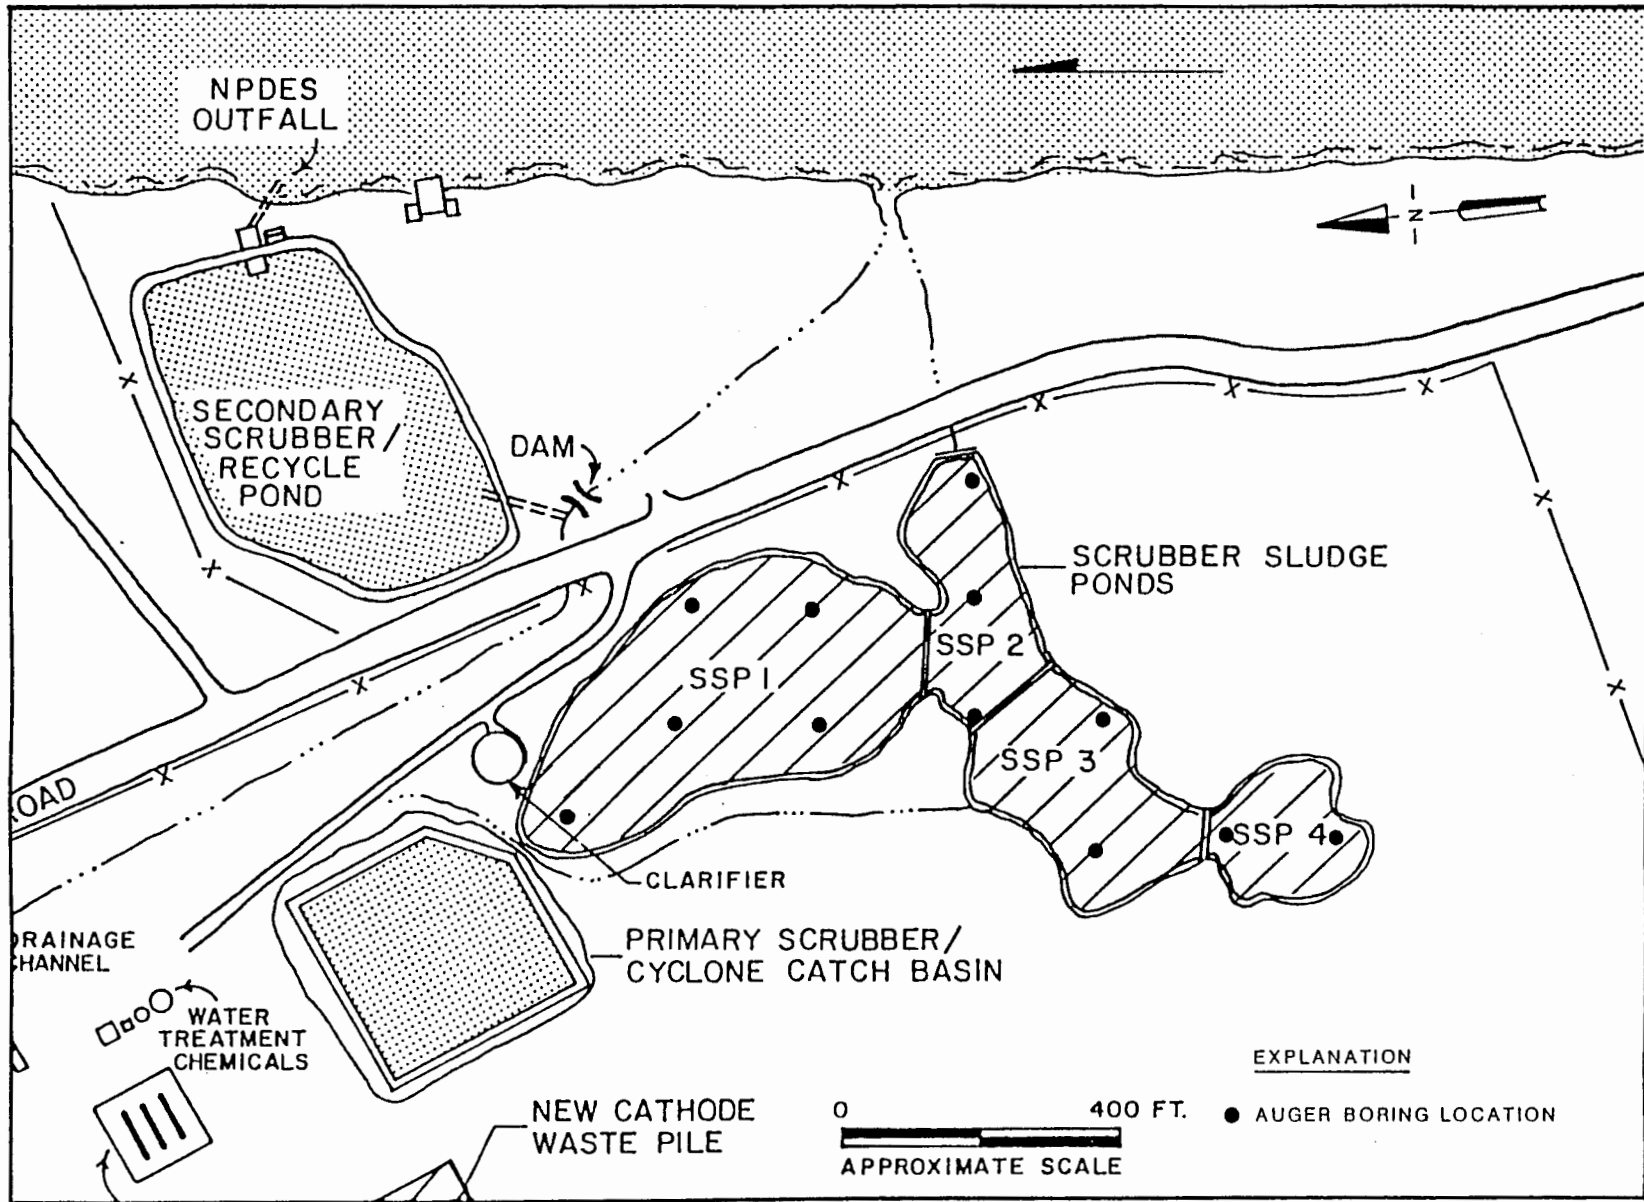 NPDES
OUTFALL
N
SECONDARY
SCRUBBER/
RECYCLE
POND
DAM
SCRUBBER SLUDGE
PONDS
SSP 1
SSP 2
SSP 3
SSP 4
OAD
CLARIFIER
RAINAGE
HANNEL
PRIMARY SCRUBBER/
CYCLONE CATCH BASIN
WATER
TREATMENT
CHEMICALS
NEW CATHODE
WASTE PILE
0 400 FT.
APPROXIMATE SCALE
EXPLANATION
AUGER BORING LOCATION